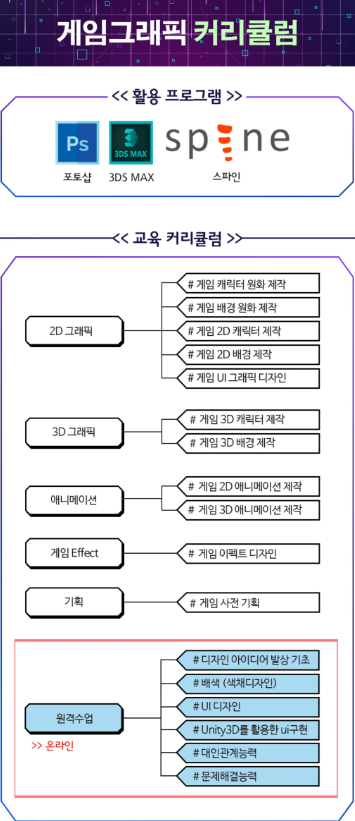 게임그래픽 커리큘럼
<< 활용 프로그램 >>
Ps
3
3DS MAX
spine
포토샵
3DS MAX
스파인
<< 교육 커리큘럼 >>
2D 그래픽
# 게임 캐릭터 원화 제작
# 게임 배경 원화 제작
# 게임 2D 캐릭터 제작
# 게임 2D 배경 제작
# 게임 UI 그래픽 디자인
3D 그래픽
# 게임 3D 캐릭터 제작
# 게임 3D 배경 제작
애니메이션
# 게임 2D 애니메이션 제작
# 게임 3D 애니메이션 제작
게임 Effect
# 게임 이펙트 디자인
기획
# 게임 사전 기획
원격수업
>> 온라인
# 디자인 아이디어 발상 기초
# 배색 (색채디자인)
# UI 디자인
# Unity3D를 활용한 ui구현
# 대인관계능력
# 문제해결능력